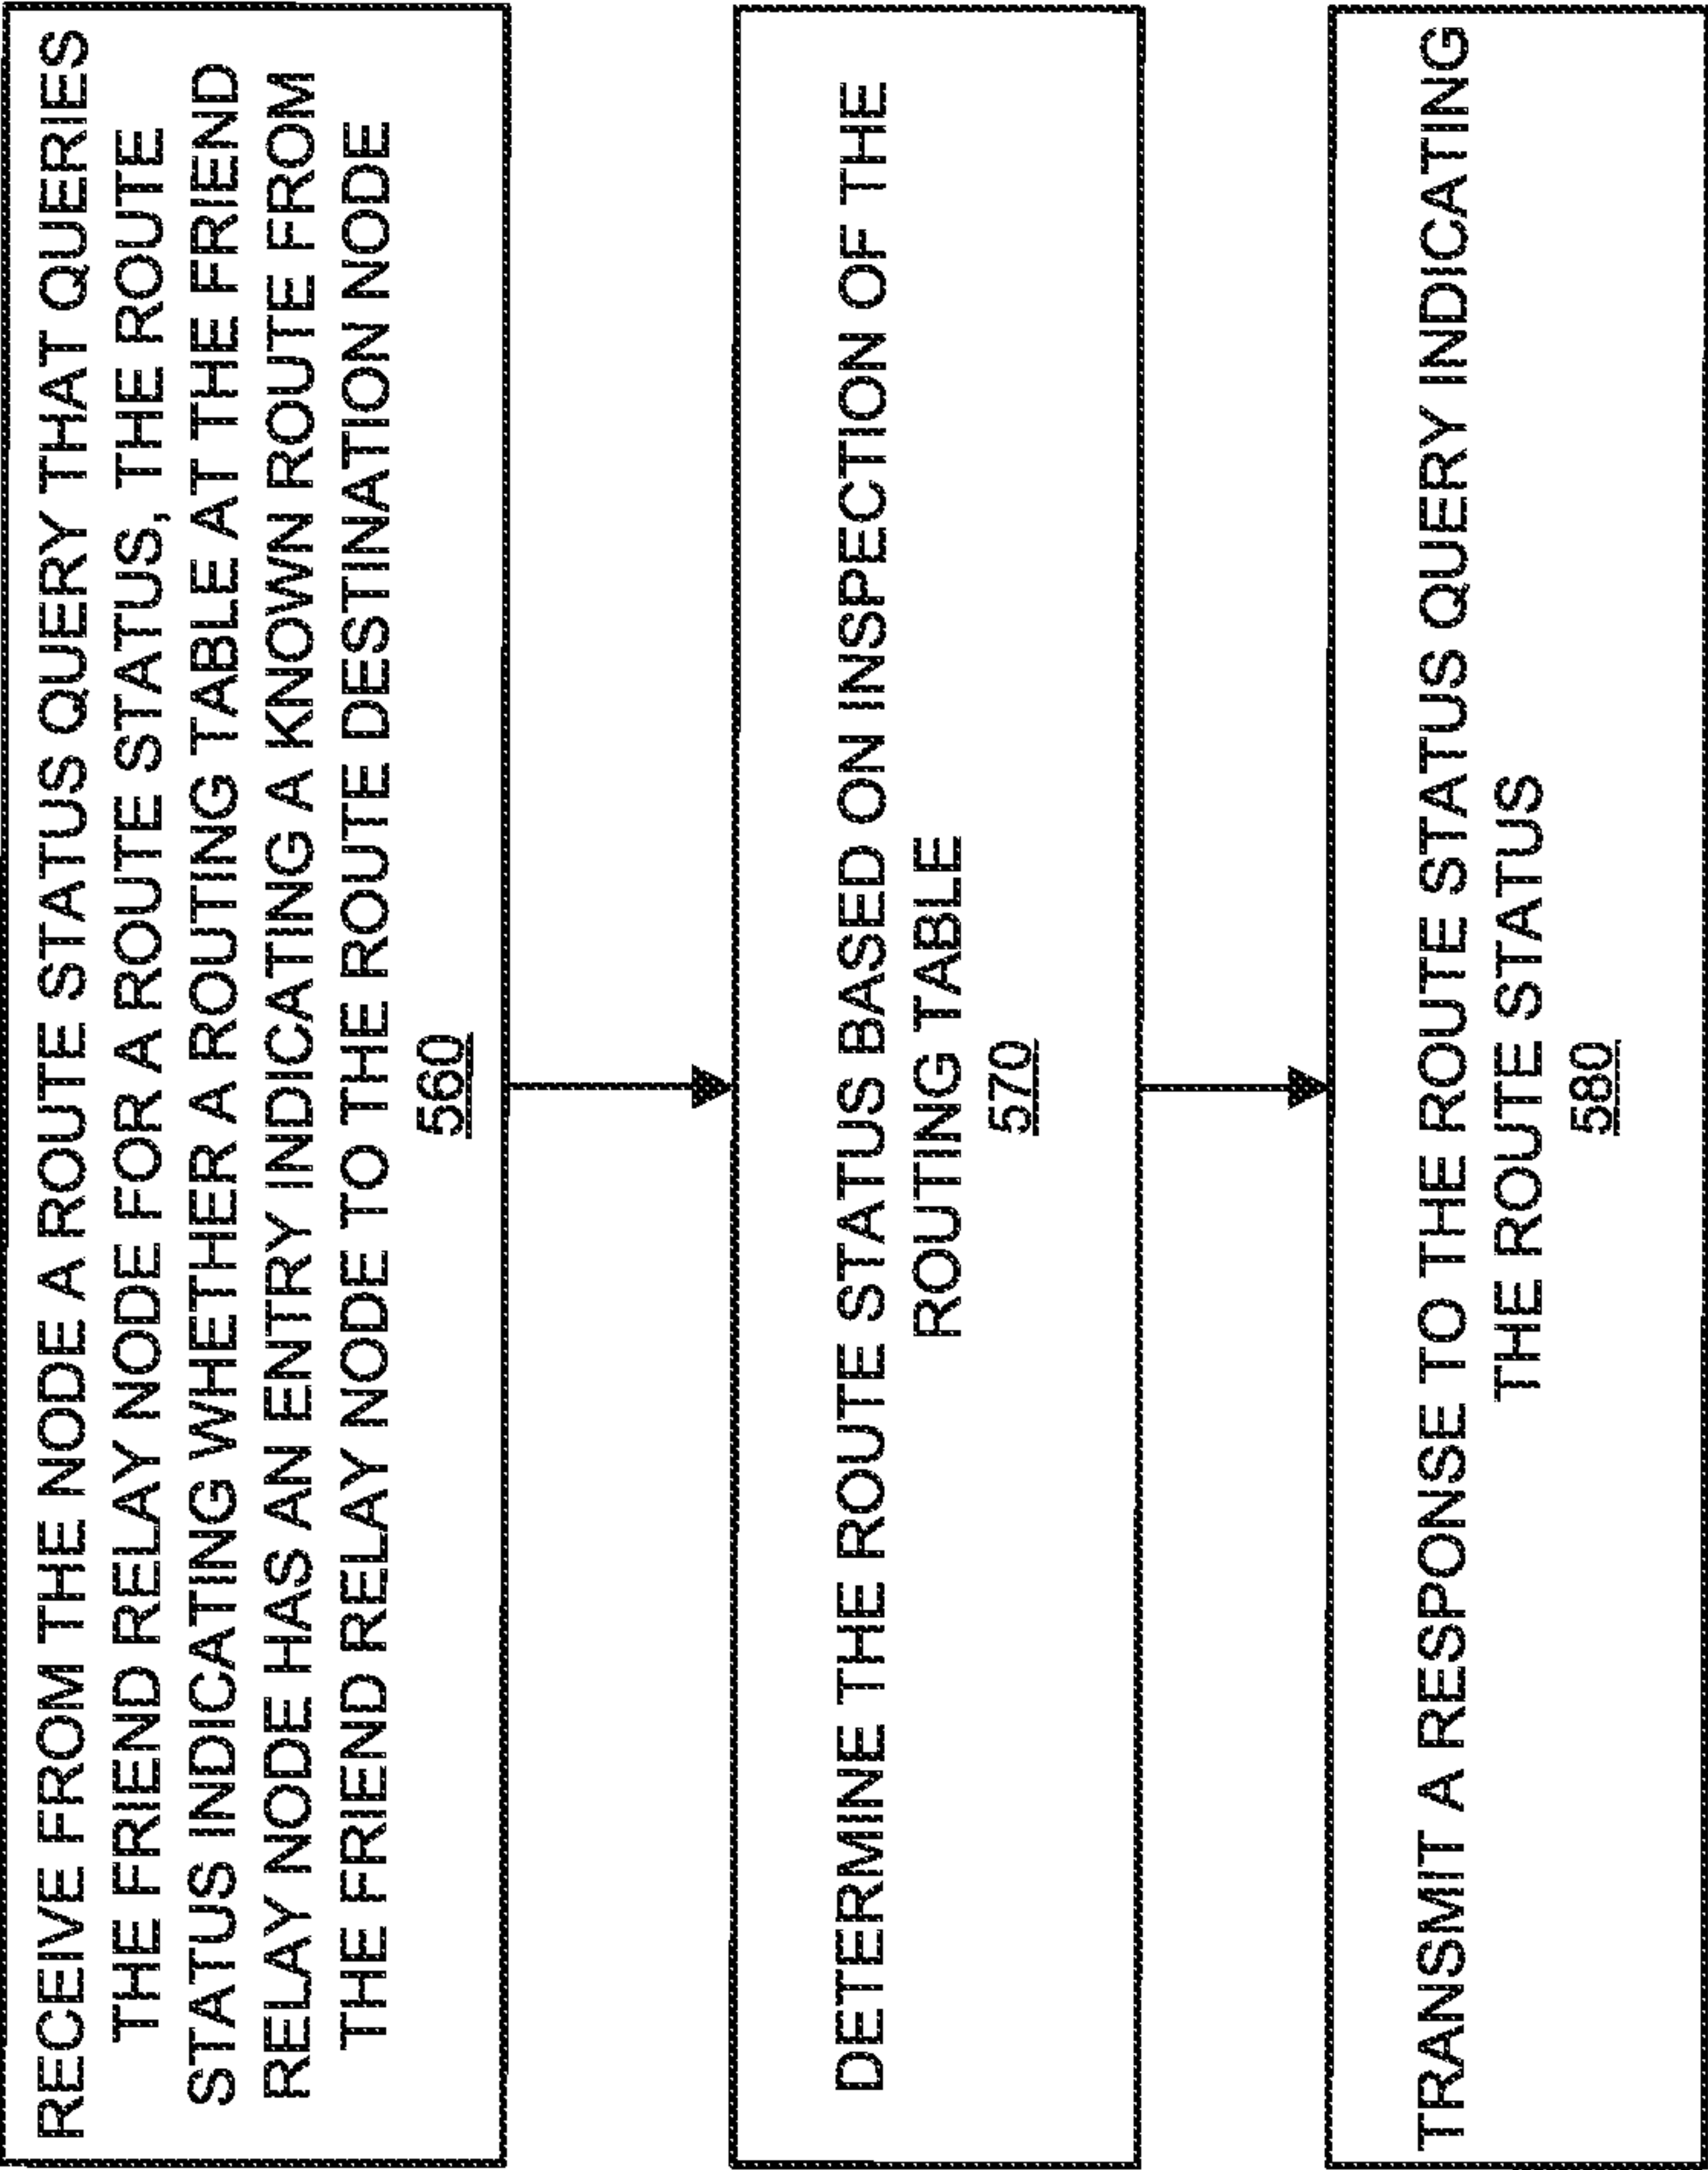 RECEIVE FROM THE NODE A ROUTE STATUS QUERY THAT QUERIES
THE FRIEND RELAY NODE FOR A ROUTE STATUS, THE ROUTE
STATUS INDICATING WHETHER A ROUTING TABLE AT THE FRIEND
RELAY NODE HAS AN ENTRY INDICATING A KNOWN ROUTE FROM
THE FRIEND RELAY NODE TO THE ROUTE DESTINATION NODE
560
DETERMINE THE ROUTE STATUS BASED ON INSPECTION OF THE
ROUTING TABLE
570
TRANSMIT A RESPONSE TO THE ROUTE STATUS QUERY INDICATING
THE ROUTE STATUS
580